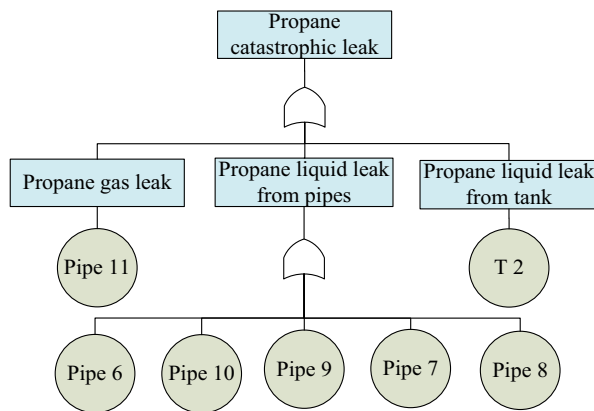 Propane
catastrophic leak
Propane gas leak
Propane liquid leak
from pipes
Propane liquid leak
from tank
Pipe 11
T 2
Pipe 6
Pipe 10
Pipe 9
Pipe 7
Pipe 8